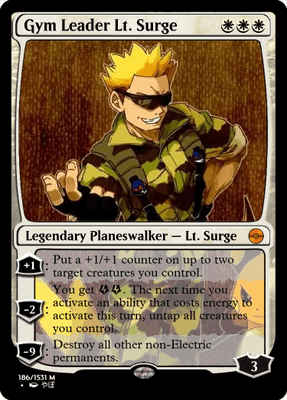 Gym Leader Lt. Surge
Legendary Planeswalker — Lt. Surge
+1: Put a +1/+1 counter on up to two
target creatures you control.
-2: You get. The next time you
activate an ability that costs energy to
activate this turn, untap all creatures
you control.
-9: Destroy all other non-Electric
permanents.
3
186/1531 M